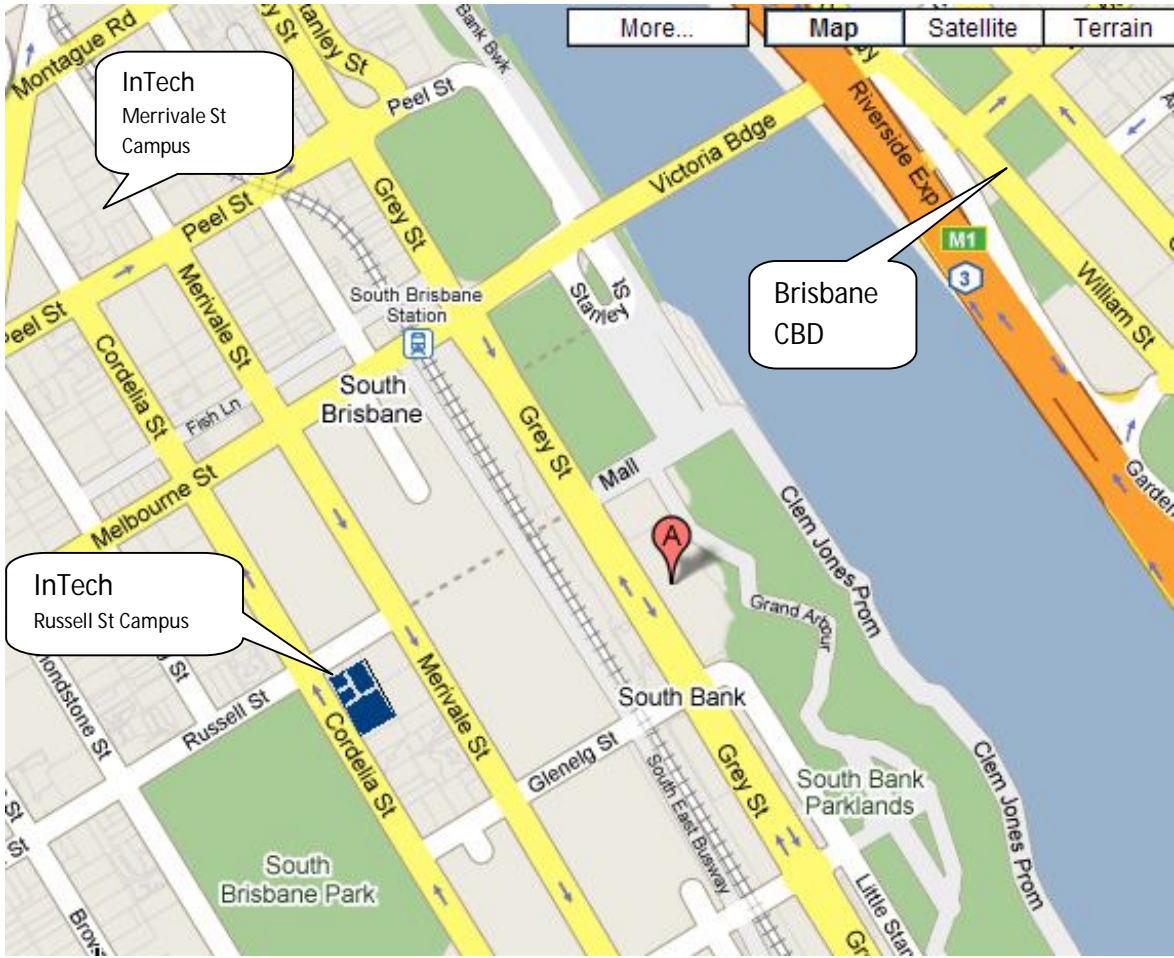 More...
Map
Satellite
Terrain
Montague Rd
Stanley St
Bank Bwk
InTech
Merrivale St
Campus
Peel St
Riverside Exp
Victoria Bdge
Grey St
Peel St
M1
3
William St
Brisbane
CBD
Merivale St
South Brisbane
Station
Stanley St
Peel St
Cordelia St
South
Brisbane
Fish Ln
Grey St
Mall
Melbourne St
Clem Jones Prom
A
InTech
Russell St Campus
Grand Arbour
Merivale St
South Bank
Russell St
Cordelia St
Glenelg St
South East Busway
Grey St
South Bank
Parklands
Clem Jones Prom
South
Brisbane Park